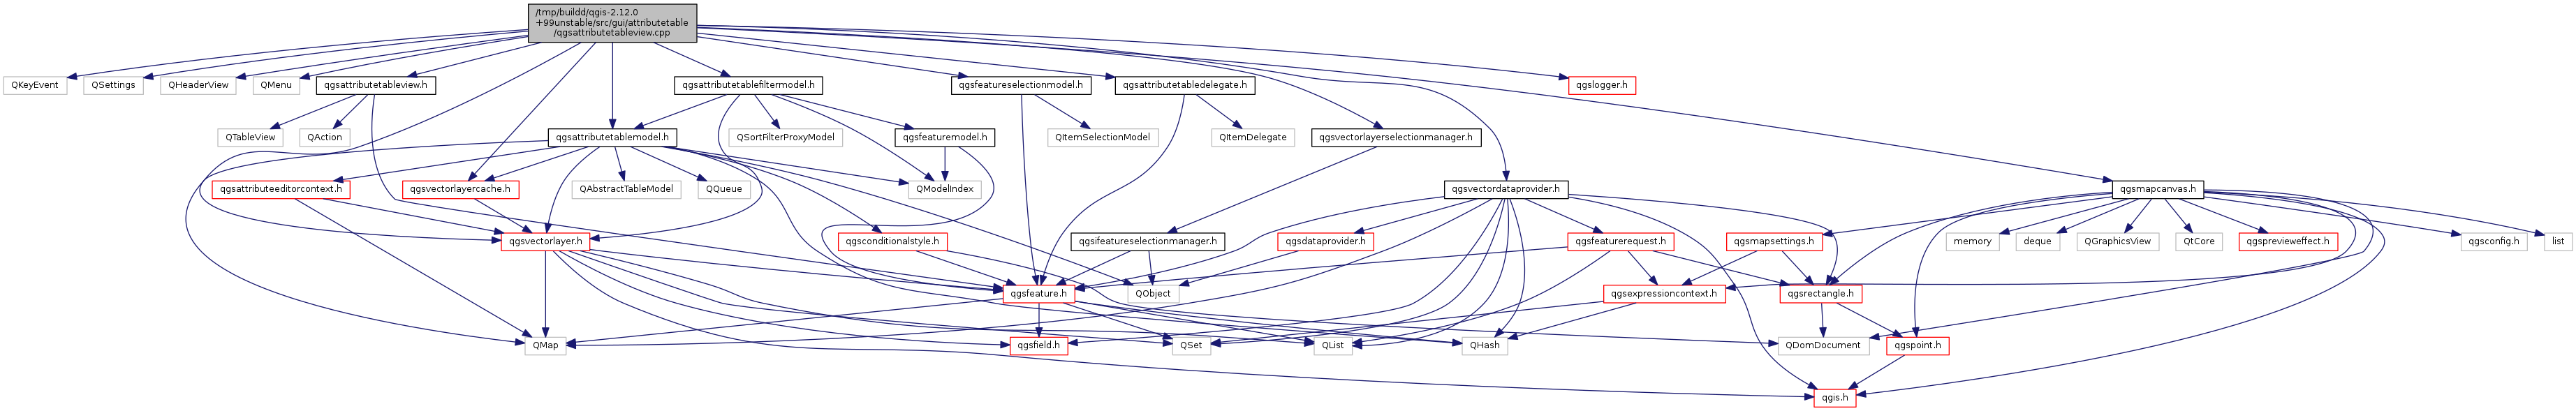 /tmp/buildd/qgis-2.12.0
+99unstable/src/gui/attributetable
/qgsattributetableview.cpp
QKeyEvent
QSettings
QHeaderView
QMenu
qgsattributetableview.h
qgsattributetablefiltermodel.h
qgsfeatureselectionmodel.h
qgsattributetabledelegate.h
qgslogger.h
QTableView
QAction
qgsattributetablemodel.h
QSortFilterProxyModel
qgsfeaturemodel.h
QItemSelectionModel
QItemDelegate
qgsvectorlayerselectionmanager.h
qgsattributeeditorcontext.h
qgsvectorlayercache.h
QAbstractTableModel
QQueue
QModelIndex
qgsvectordataprovider.h
qgsmapcanvas.h
qgsvectorlayer.h
qgsconditionalstyle.h
qgsifeatureselectionmanager.h
qgsdataprovider.h
qgsfeaturerequest.h
qgsmapsettings.h
memory
deque
QGraphicsView
QtCore
qgsprevieweffect.h
qgsconfig.h
list
qgsfeature.h
QObject
qgsexpressioncontext.h
qgsrectangle.h
QMap
qgsfield.h
QSet
QList
QHash
QDomDocument
qgspoint.h
qgis.h